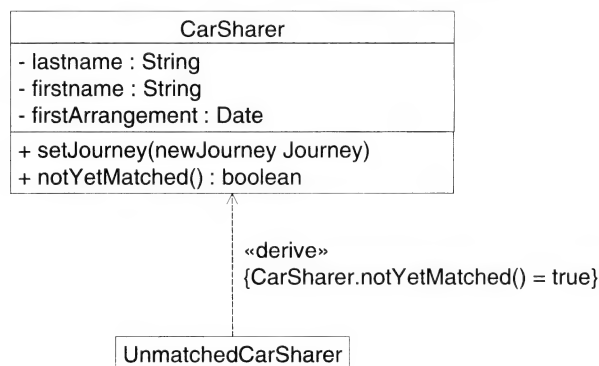 CarSharer
- lastname : String
- firstname : String
- firstArrangement : Date
+ setJourney(newJourney Journey)
+ notYetMatched() : boolean
«derive»
{CarSharer.notYetMatched() = true}
UnmatchedCarSharer